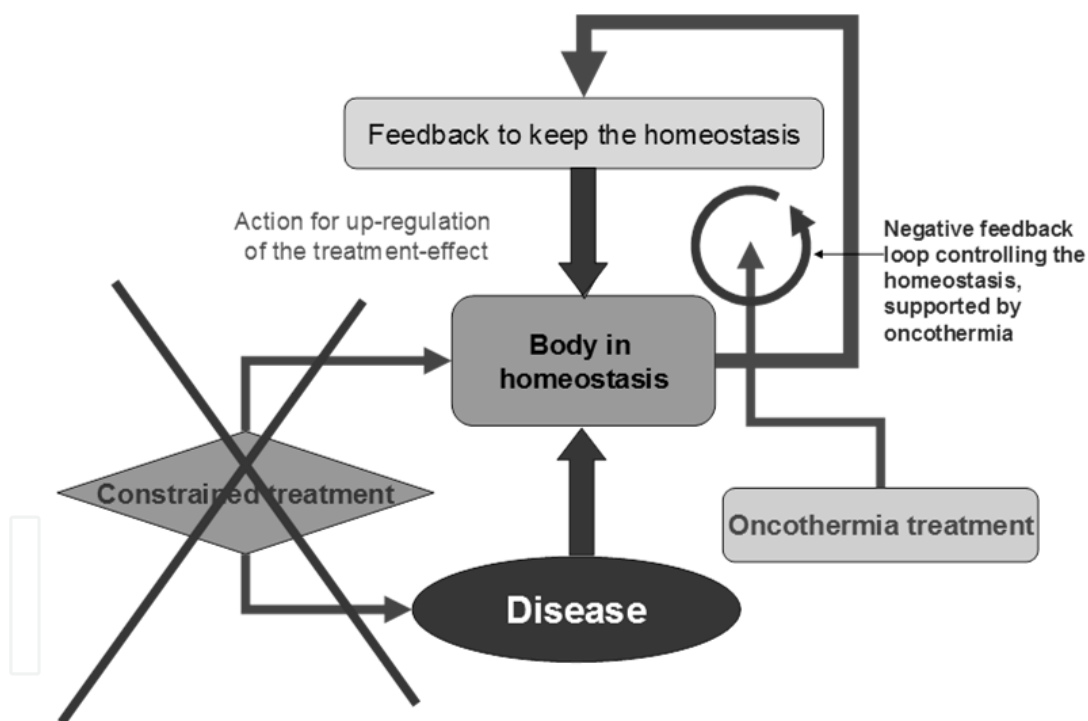 Feedback to keep the homeostasis
Action for up-regulation
of the treatment-effect
Negative feedback
loop controlling the
homeostasis,
supported by
oncothermia
Body in
homeostasis
Constrained treatment
Oncothermia treatment
Disease